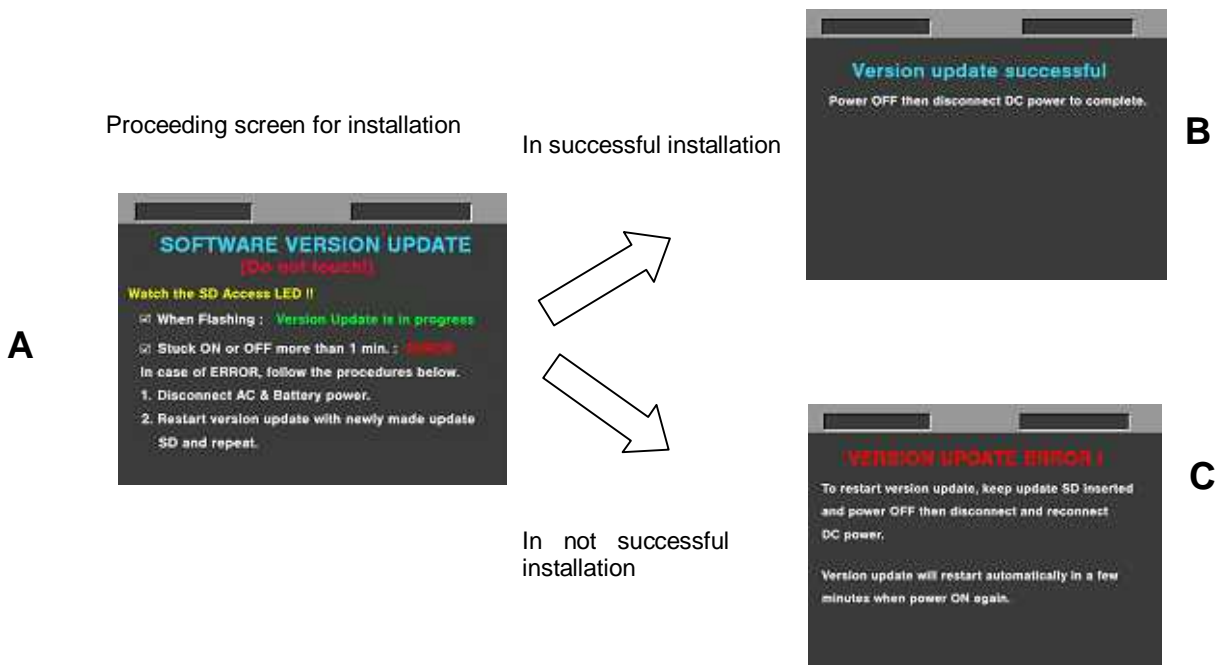 Proceeding screen for installation
A
SOFTWARE VERSION UPDATE
(Do not touch!)
Watch the SD Access LED !!
☑ When Flashing : Version Update is in progress
☑ Stuck ON or OFF more than 1 min. : ERROR
In case of ERROR, follow the procedures below.
1. Disconnect AC & Battery power.
2. Restart version update with newly made update
SD and repeat.
In successful installation
Version update successful
Power OFF then disconnect DC power to complete.
B
In not successful
installation
VERSION UPDATE ERROR !
To restart version update, keep update SD inserted
and power OFF then disconnect and reconnect
DC power.
Version update will restart automatically in a few
minutes when power ON again.
C